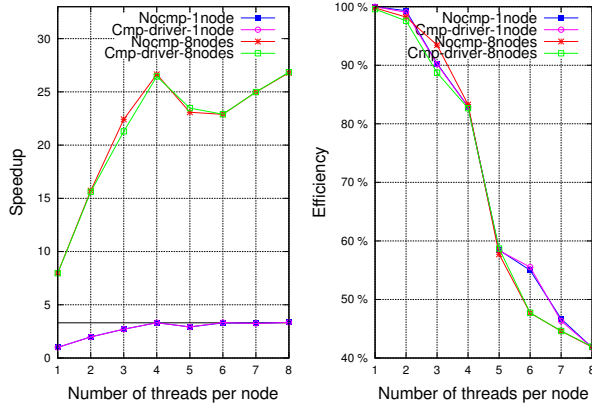 Speedup
33
25
20
15
10
5
0
1 2 3 4 5 6 7 8
Number of threads per node
Nocmp-1node
Cmp-driver-1node
Nocmp-8nodes
Cmp-driver-8nodes
Efficiency
100 %
90 %
80 %
70 %
60 %
50 %
40 %
1 2 3 4 5 6 7 8
Number of threads per node
Nocmp-1node
Cmp-driver-1node
Nocmp-8nodes
Cmp-driver-8nodes